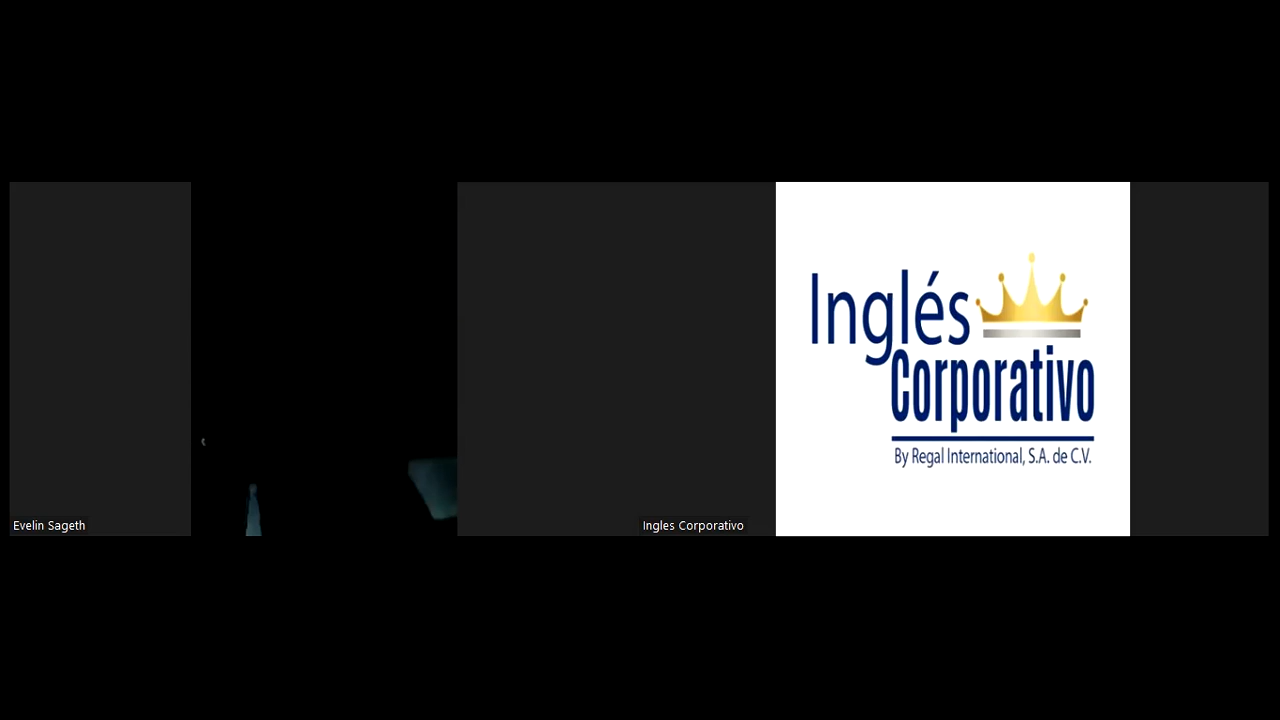 Inglés
Corporativo
By Regal International, S.A. de C.V.
Evelin Sageth
Ingles Corporativo